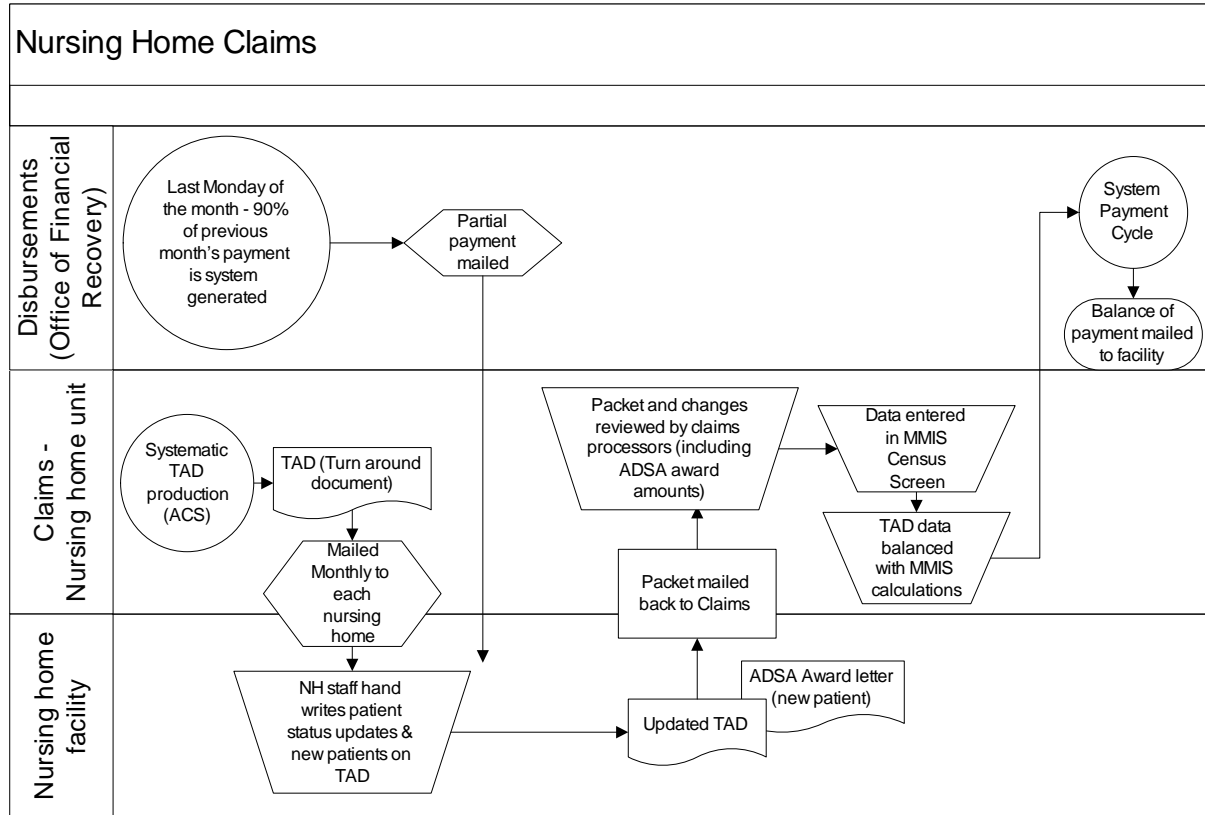 Nursing Home Claims
Disbursements
(Office of Financial
Recovery)
Last Monday of
the month - 90%
of previous
month's payment
is system
generated
Partial
payment
mailed
System
Payment
Cycle
Balance of
payment mailed
to facility
Claims -
Nursing home unit
Systematic
TAD
production
(ACS)
TAD (Turn around
document)
Mailed
Monthly to
each
nursing
home
Packet and changes
reviewed by claims
processors (including
ADSA award
amounts)
Data entered
in MMIS
Census
Screen
TAD data
balanced
with MMIS
calculations
Packet mailed
back to Claims
Nursing home
facility
NH staff hand
writes patient
status updates &
new patients on
TAD
Updated TAD
ADSA Award letter
(new patient)